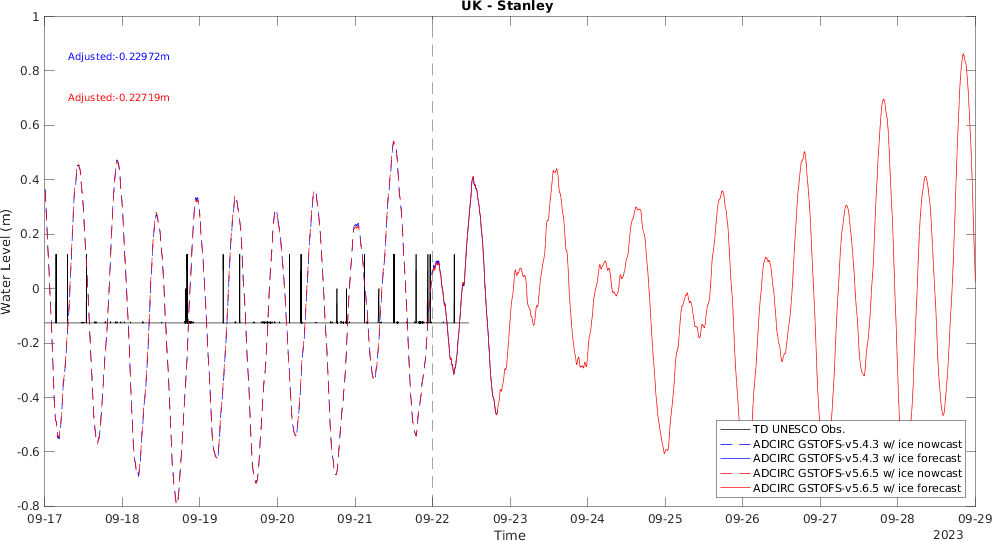 UK - Stanley
Adjusted:-0.22972m
Adjusted:-0.22719m
Water Level (m)
1
0.8
0.6
0.4
0.2
0
-0.2
-0.4
-0.6
-0.8
TD UNESCO Obs.
ADCIRC GSTOFS-v5.4.3 w/ ice nowcast
ADCIRC GSTOFS-v5.4.3 w/ ice forecast
ADCIRC GSTOFS-v5.6.5 w/ ice nowcast
ADCIRC GSTOFS-v5.6.5 w/ ice forecast
09-17 09-18 09-19 09-20 09-21 09-22 09-23 09-24 09-25 09-26 09-27 09-28 09-29
Time
2023